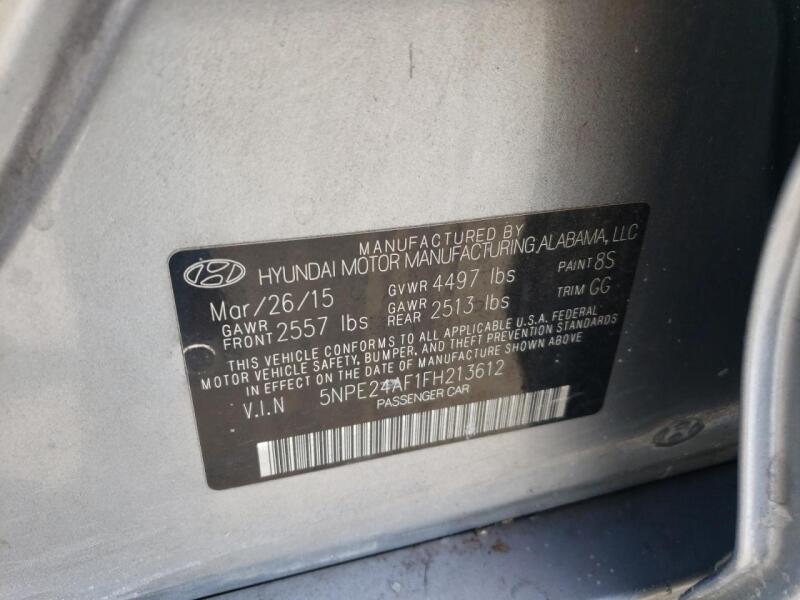 MANUFACTURED BY
HYUNDAI MOTOR MANUFACTURING, ALABAMA, LLC
Mar/26/15 GVWR 4497 lbs PAINT 8S
GAWR FRONT 2557 lbs GAWR REAR 2513 lbs TRIM GG
THIS VEHICLE CONFORMS TO ALL APPLICABLE U.S.A. FEDERAL
MOTOR VEHICLE SAFETY, BUMPER, AND THEFT PREVENTION STANDARDS
IN EFFECT ON THE DATE OF MANUFACTURE SHOWN ABOVE
V.I.N 5NPE24AF1FH213612
PASSENGER CAR